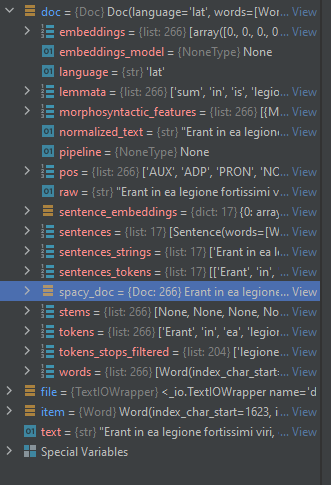 doc = {Doc} Doc(language='lat', words=[Wor... View
embeddings = {list: 266} [array([0., 0., 0., 0... View
embeddings_model = {NoneType} None
language = {str} 'lat'
lemmata = {list: 266} ['sum', 'in', 'is', 'legio... View
morphosyntactic_features = {list: 266} [{M... View
normalized_text = {str} "Erant in ea legione... View
pipeline = {NoneType} None
pos = {list: 266} ['AUX', 'ADP', 'PRON', 'NO... View
raw = {str} "Erant in ea legione fortissimi v... View
sentence_embeddings = {dict: 17} {0: array... View
sentences = {list: 17} [Sentence(words=[W... View
sentences_strings = {list: 17} ['Erant in ea l... View
sentences_tokens = {list: 17} [['Erant', 'in', ... View
spacy_doc = {Doc: 266} Erant in ea legione... View
stems = {list: 266} [None, None, None, No... View
tokens = {list: 266} ['Erant', 'in', 'ea', 'legione... View
tokens_stops_filtered = {list: 204} ['legione... View
words = {list: 266} [Word(index_char_start=... View
file = {TextIOWrapper} <_io.TextIOWrapper name='d... View
item = {Word} Word(index_char_start=1623, i... View
text = {str} "Erant in ea legione fortissimi viri, ... View
Special Variables